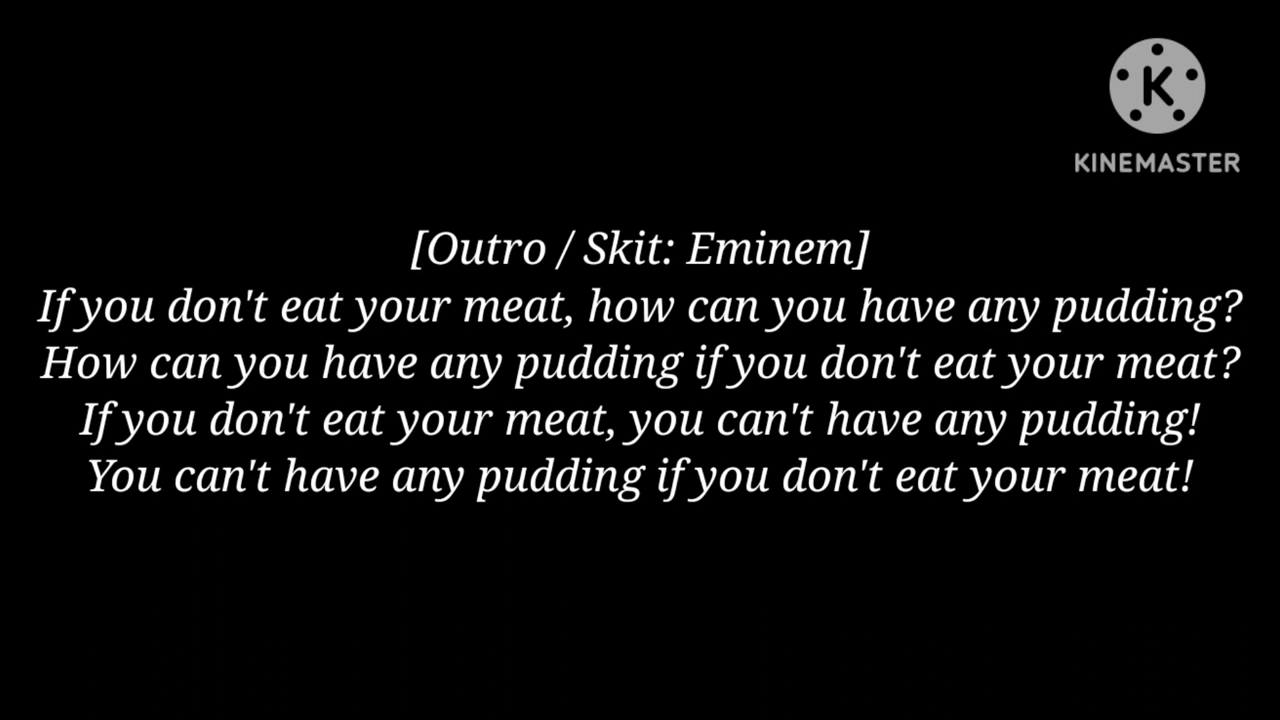 KINEMASTER
[Outro / Skit: Eminem]
If you don't eat your meat, how can you have any pudding?
How can you have any pudding if you don't eat your meat?
If you don't eat your meat, you can't have any pudding!
You can't have any pudding if you don't eat your meat!